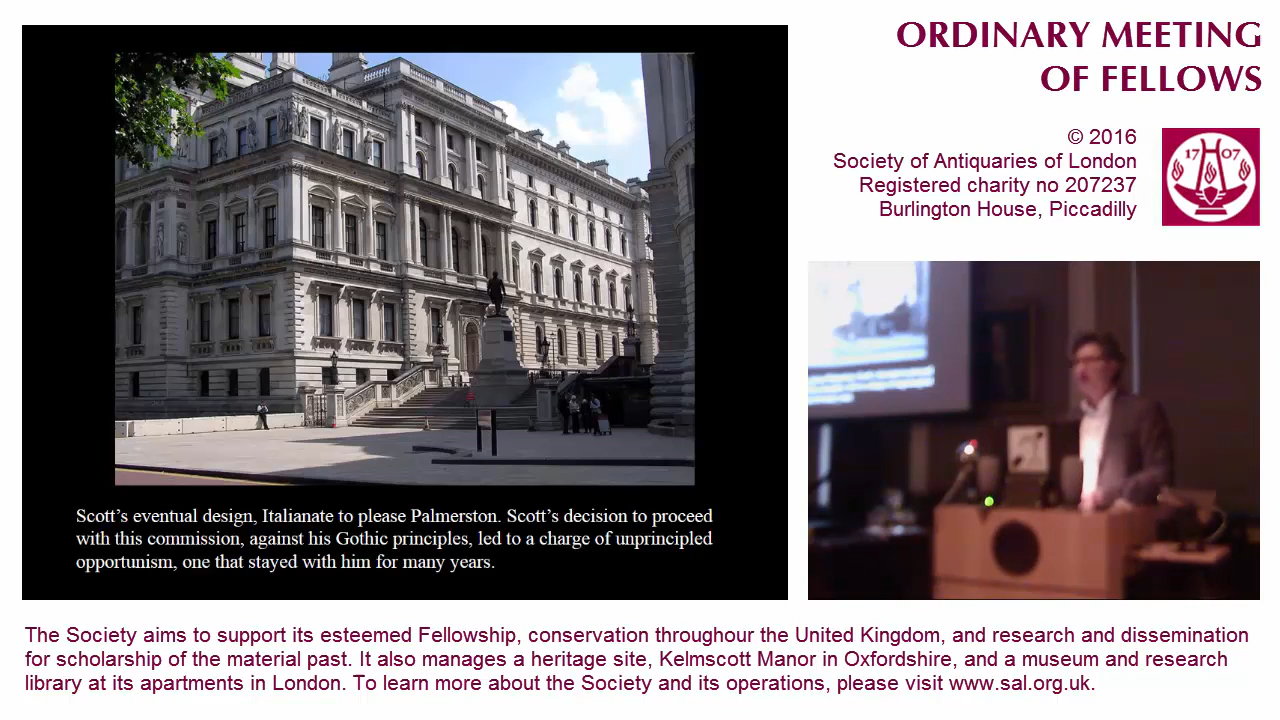 ORDINARY MEETING
OF FELLOWS
© 2016
Society of Antiquaries of London
Registered charity no 207237
Burlington House, Piccadilly
17 07
Scott's eventual design, Italianate to please Palmerston. Scott's decision to proceed
with this commission, against his Gothic principles, led to a charge of unprincipled
opportunism, one that stayed with him for many years.
The Society aims to support its esteemed Fellowship, conservation throughour the United Kingdom, and research and dissemination
for scholarship of the material past. It also manages a heritage site, Kelmscott Manor in Oxfordshire, and a museum and research
library at its apartments in London. To learn more about the Society and its operations, please visit www.sal.org.uk.